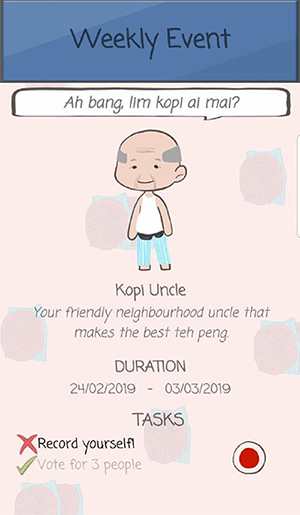 Weekly Event
Ah bang, lim kopi ai mai?
Kopi Uncle
Your friendly neighbourhood uncle that
makes the best teh peng.
DURATION
24/02/2019 - 03/03/2019
TASKS
Record yourself!
Vote for 3 people